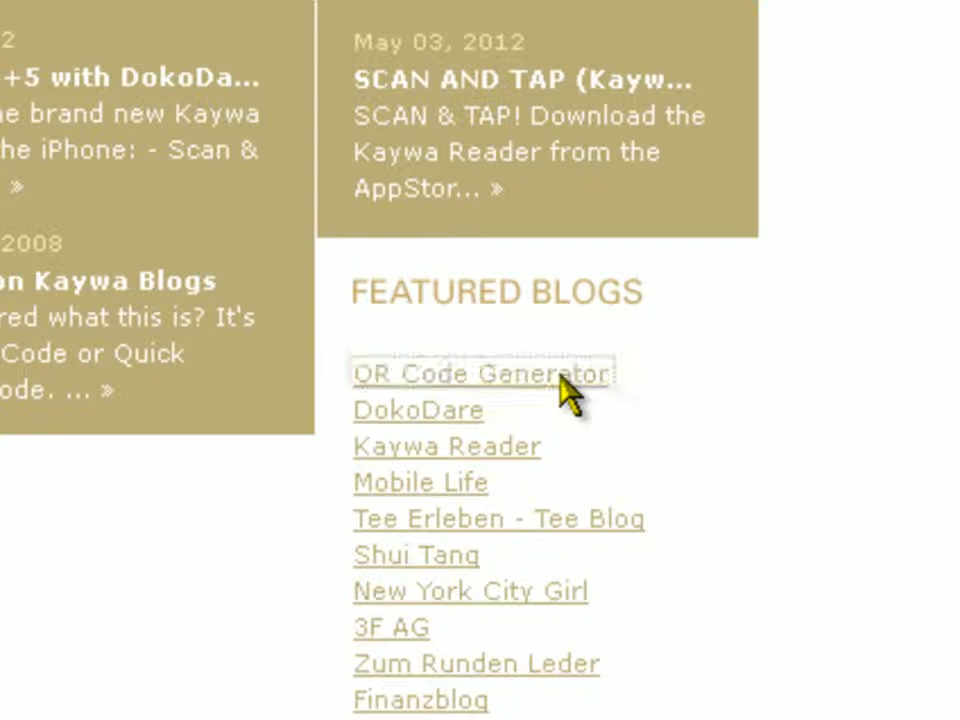 2
+5 with DokoDa...
e brand new Kaywa
he iPhone: - Scan &
»
2008
on Kaywa Blogs
red what this is? It's
Code or Quick
ode. ... »
May 03, 2012
SCAN AND TAP (Kayw...
SCAN & TAP! Download the
Kaywa Reader from the
AppStor... »
FEATURED BLOGS
QR Code Generator
DokoDare
Kaywa Reader
Mobile Life
Tee Erleben - Tee Blog
Shui Tang
New York City Girl
3F AG
Zum Runden Leder
Finanzblog